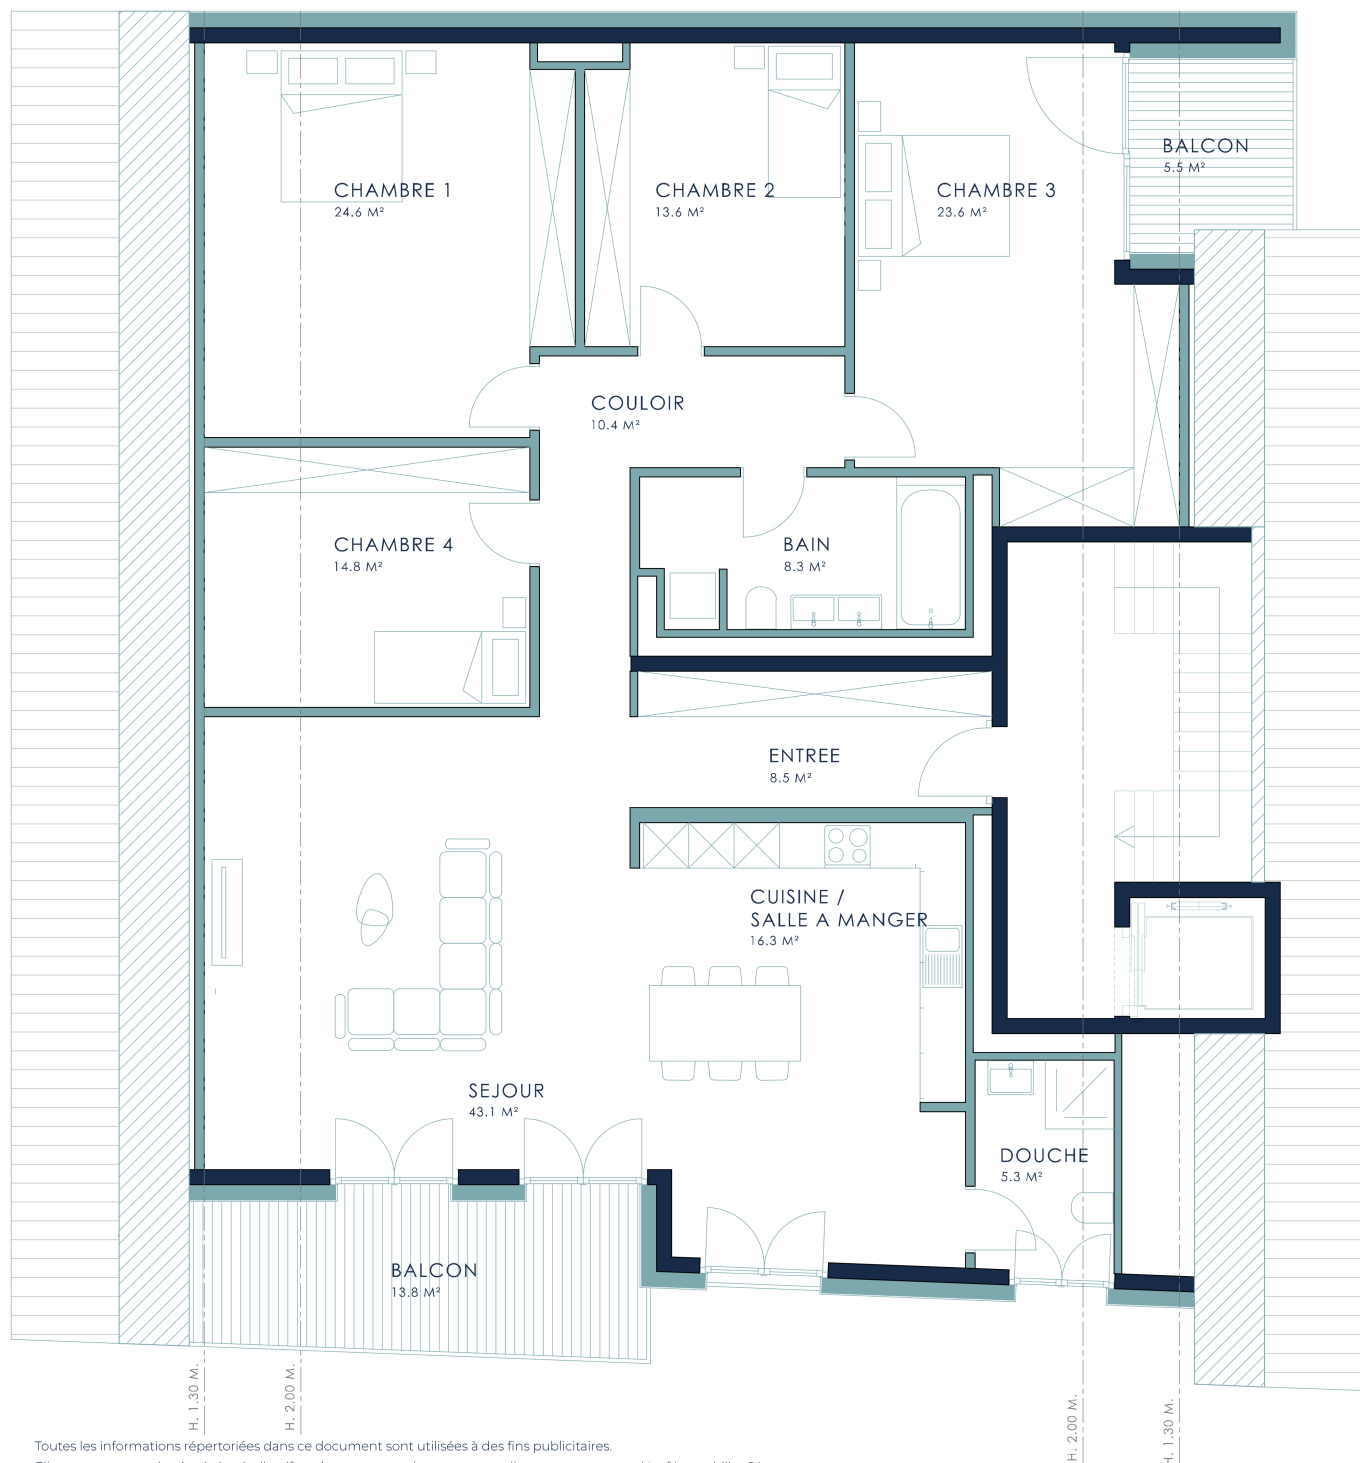 BALCON
5.5 M²
CHAMBRE 1
24.6 M²
CHAMBRE 2
13.6 M²
CHAMBRE 3
23.6 M²
COULOIR
10.4 M²
CHAMBRE 4
14.8 M²
BAIN
8.3 M²
ENTREE
8.5 M²
CUISINE /
SALLE A MANGER
16.3 M²
SEJOUR
43.1 M²
DOUCHE
5.3 M²
BALCON
13.8 M²
H. 1.30 M.
H. 2.00 M.
H. 2.00 M.
H. 1.30 M.
Toutes les informations répertoriées dans ce document sont utilisées à des fins publicitaires.